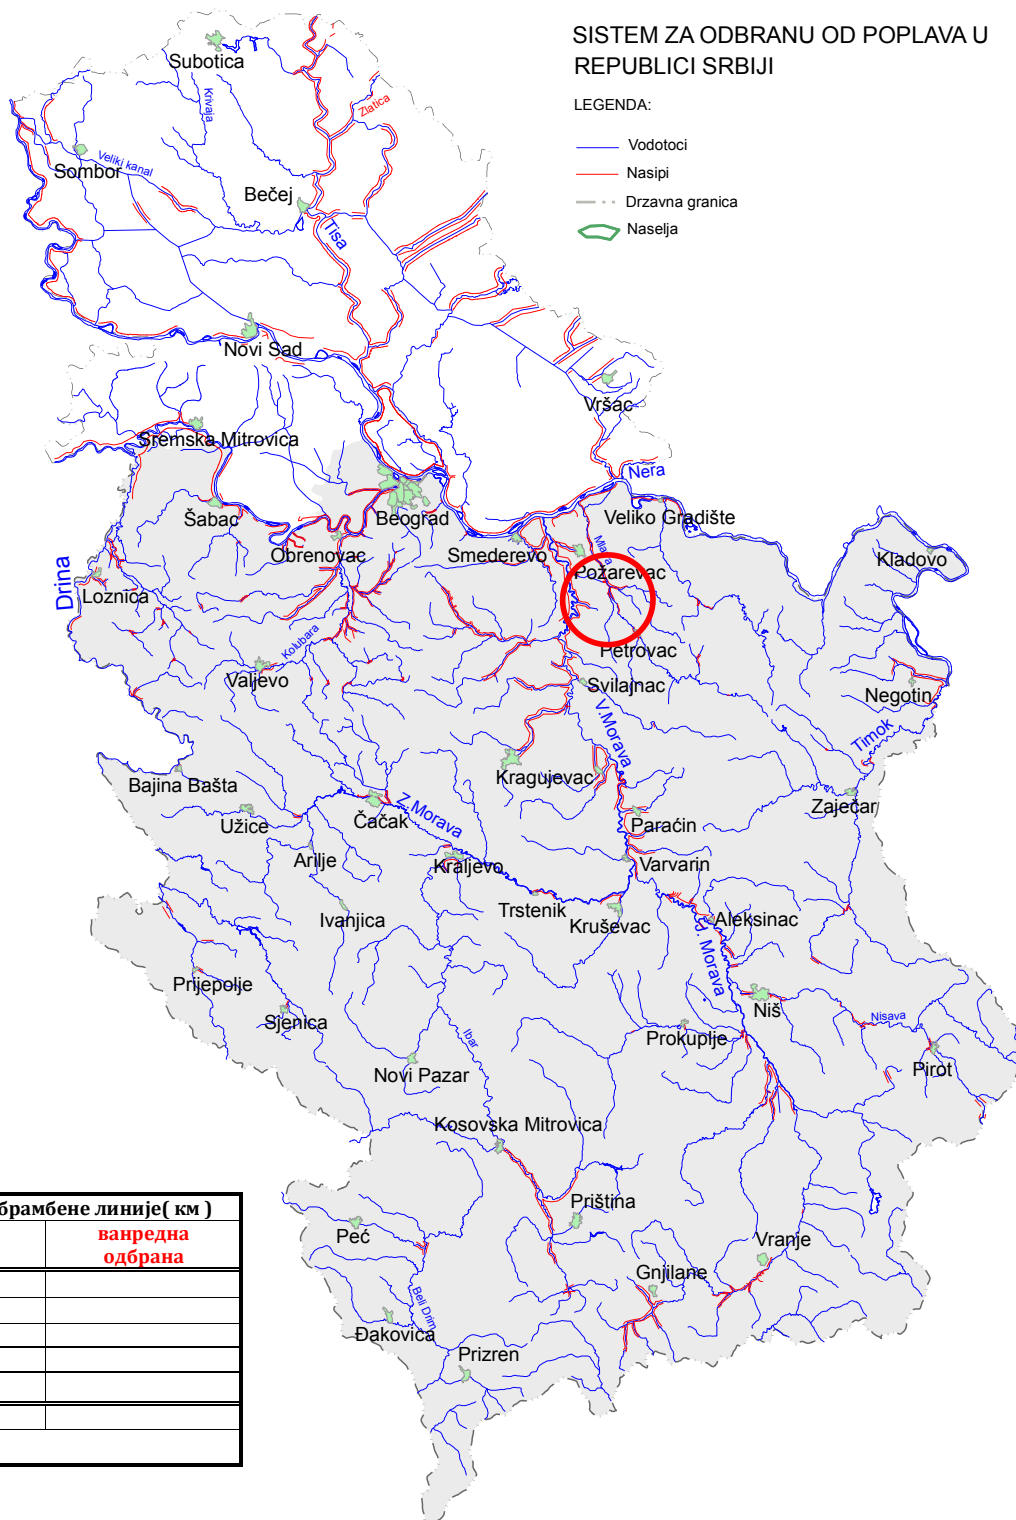 SISTEM ZA ODBRANU OD POPLAVA U
REPUBLICI SRBIJI
LEGENDA:
Vodotoci
Nasipi
Drzavna granica
Naselja
Subotica
Krivaja
Zlatica
Sombor
Veliki kanal
Bečej
Tisa
Novi Sad
Vršac
Sremska Mitrovica
Nera
Šabac
Beograd
Veliko Gradište
Obrenovac
Smederevo
Kladovo
Drina
Loznica
Požarevac
Kolubara
Petrovac
Valjevo
Svilajnac
Negotin
V.Morava
Timok
Bajina Bašta
Kragujevac
Zaječar
Užice
Čačak
Z.Morava
Paraćin
Arilje
Kraljevo
Varvarin
Ivanjica
Trstenik
Kruševac
Aleksinac
J. Morava
Prijepolje
Sjenica
Niš
Nisava
Ibar
Prokuplje
Pirot
Novi Pazar
Kosovska Mitrovica
Priština
Peć
Vranje
Gnjilane
Beli Drim
Đakovica
Prizren
брамбене линије( км )
ванредна
одбрана